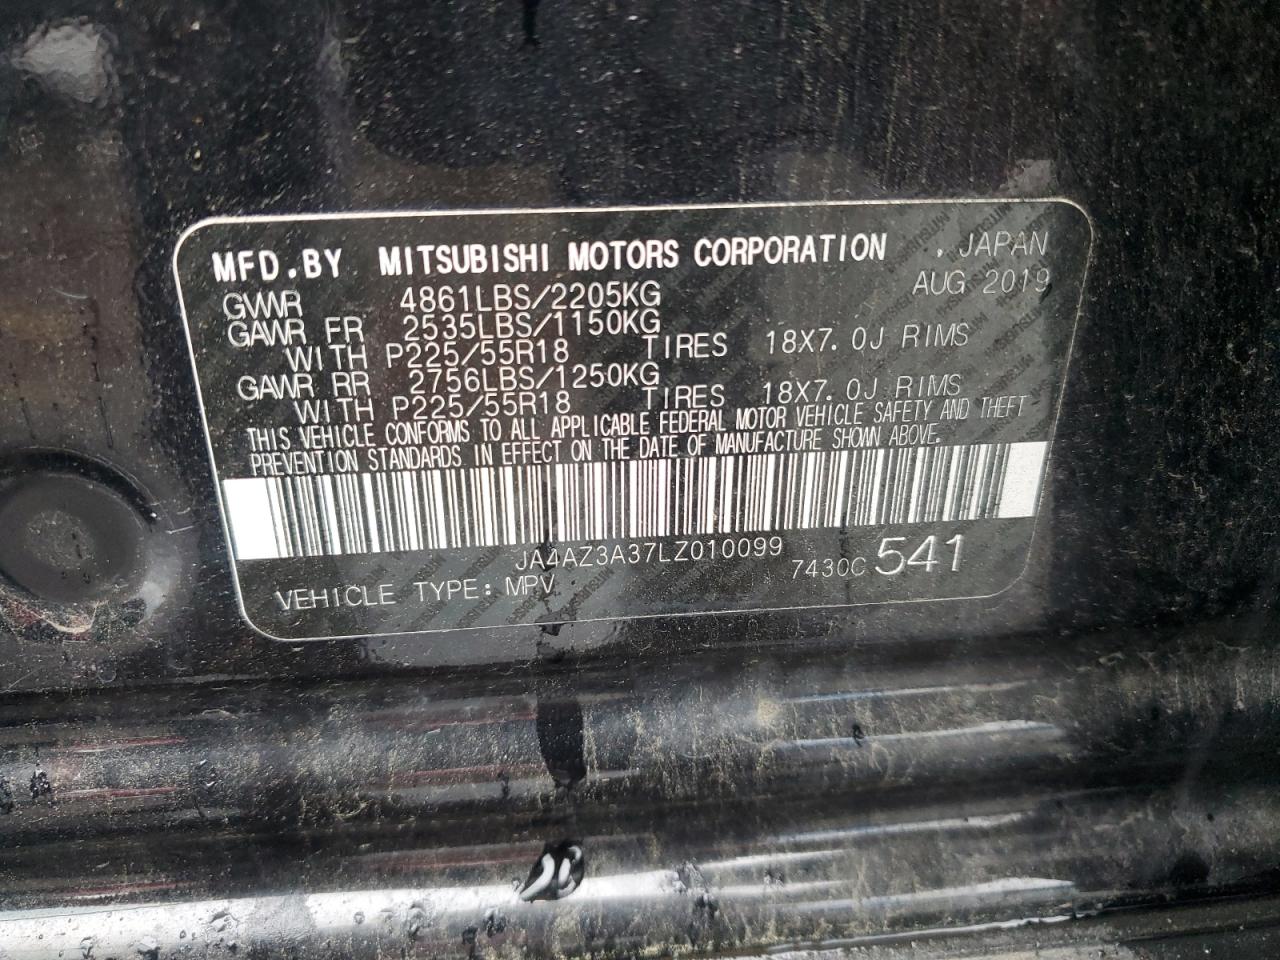 MFD.BY MITSUBISHI MOTORS CORPORATION , JAPAN
GVWR 4861LBS/2205KG AUG 2019
GAWR FR 2535LBS/1150KG
WITH P225/55R18 TIRES 18X7.0J RIMS
GAWR RR 2756LBS/1250KG
WITH P225/55R18 TIRES 18X7.0J RIMS
THIS VEHICLE CONFORMS TO ALL APPLICABLE FEDERAL MOTOR VEHICLE SAFETY AND THEFT
PREVENTION STANDARDS IN EFFECT ON THE DATE OF MANUFACTURE SHOWN ABOVE.
JA4AZ3A37LZ010099
VEHICLE TYPE: MPV 7430C 541